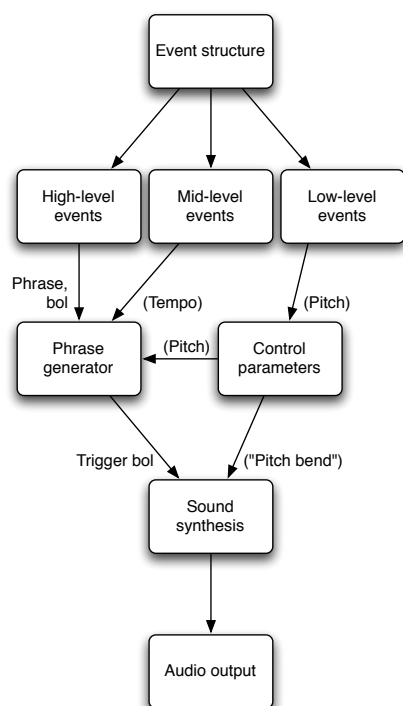 Event structure
High-level
events
Mid-level
events
Low-level
events
Phrase,
bol
(Tempo)
(Pitch)
Phrase
generator
(Pitch)
Control
parameters
Trigger bol
("Pitch bend")
Sound
synthesis
Audio output